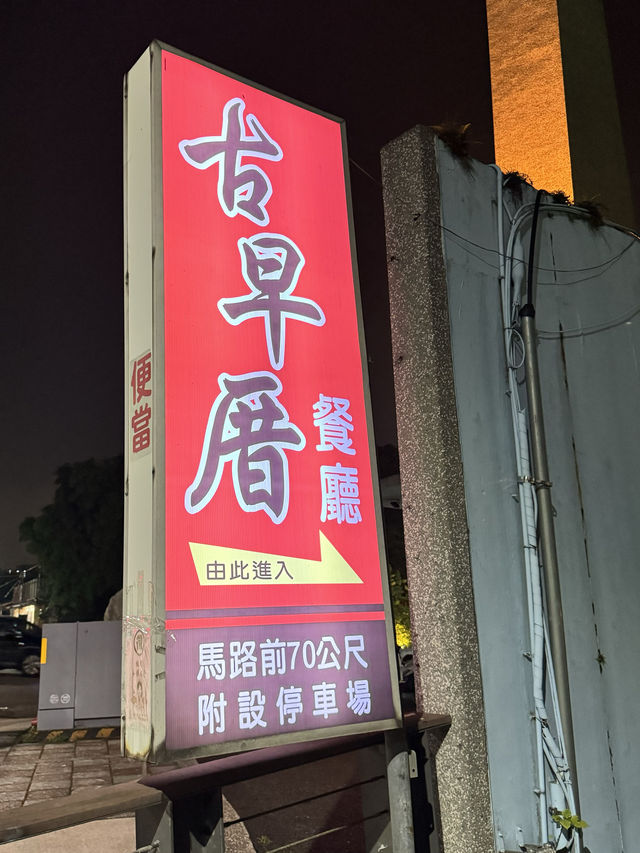 古早厝
餐廳
由此進入
馬路前70公尺
附設停車場
便當